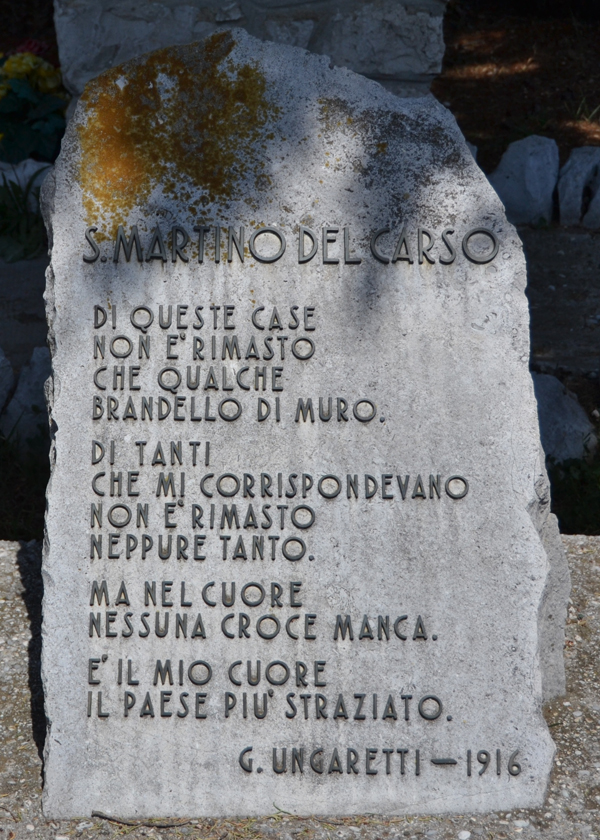 S. MARTINO DEL CARSO
DI QUESTE CASE
NON E' RIMASTO
CHE QUALCHE
BRANDELLO DI MURO.
DI TANTI
CHE MI CORRISPONDEVANO
NON E' RIMASTO
NEPPURE TANTO.
MA NEL CUORE
NESSUNA CROCE MANCA.
E' IL MIO CUORE
IL PAESE PIU' STRAZIATO.
G. UNGARETTI — 1916